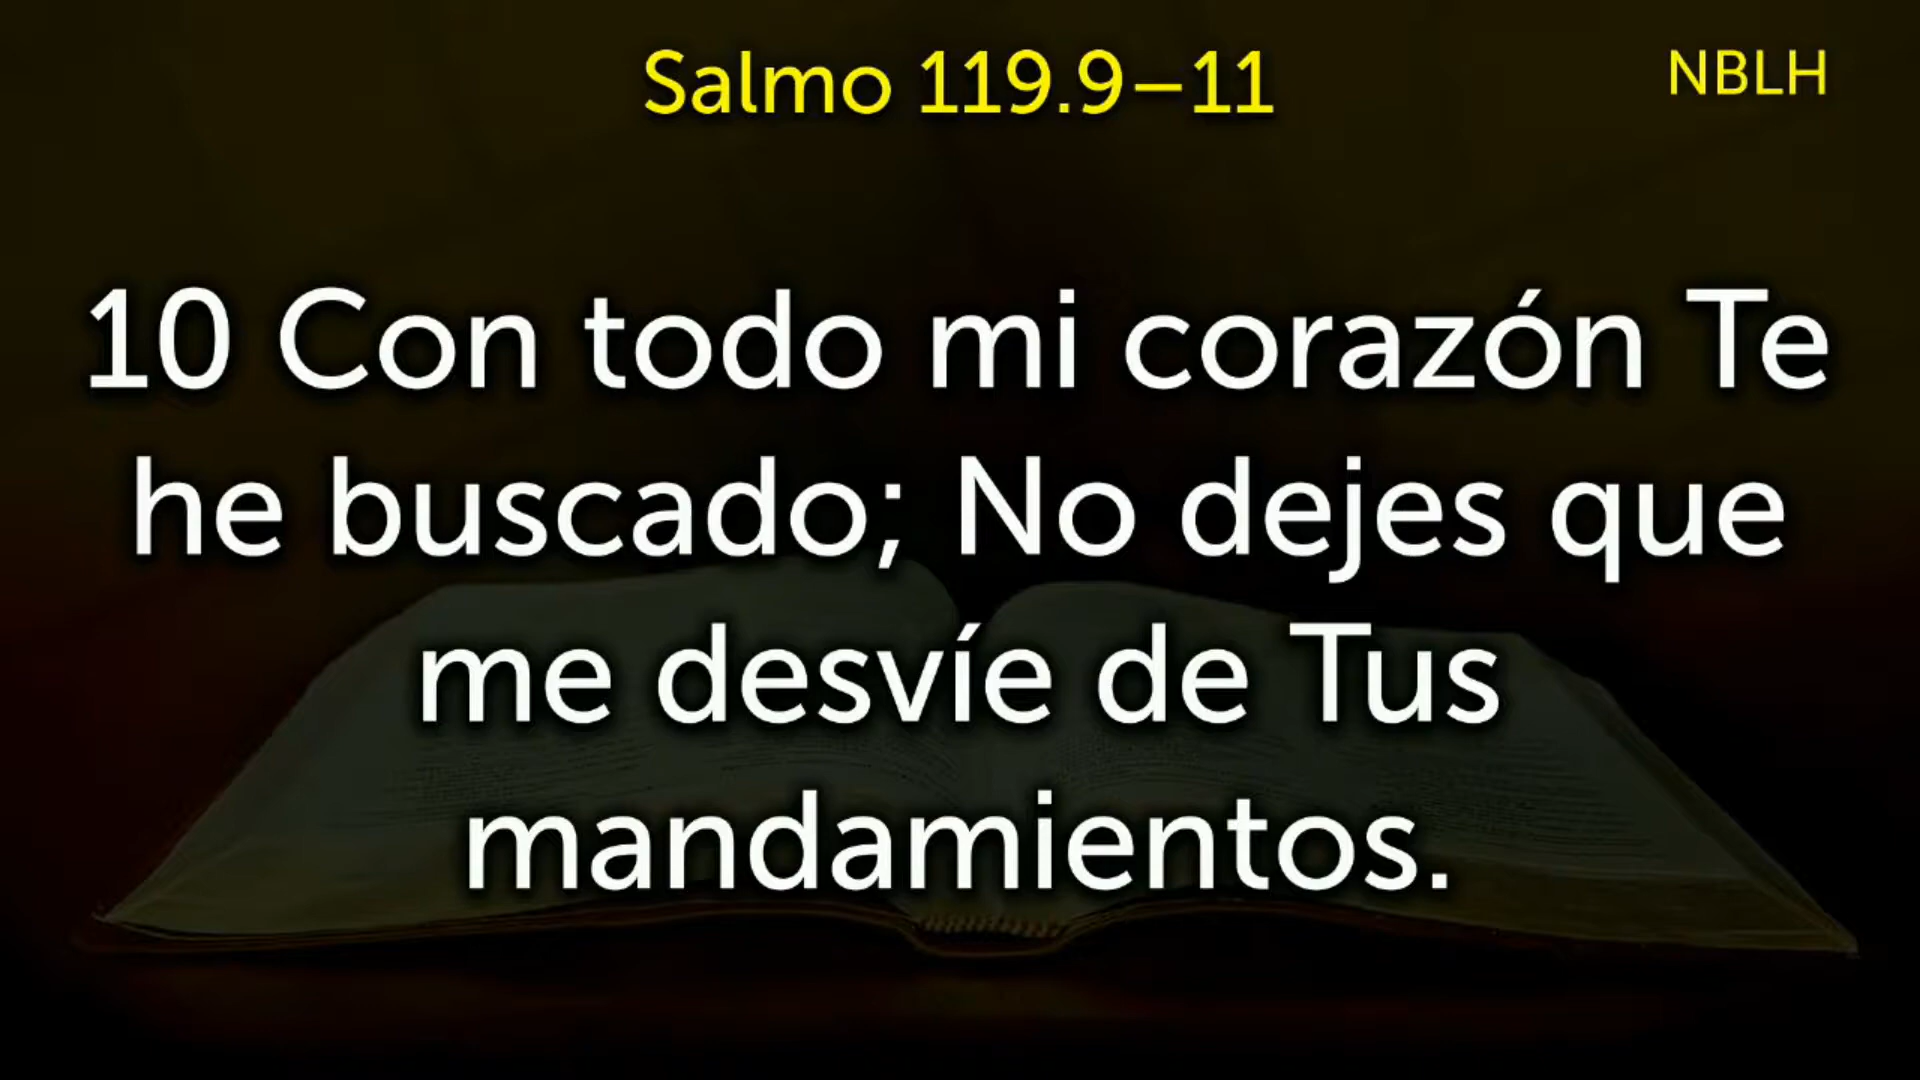 Salmo 119.9–11
NBLH
10 Con todo mi corazón Te
he buscado; No dejes que
me desvíe de Tus
mandamientos.